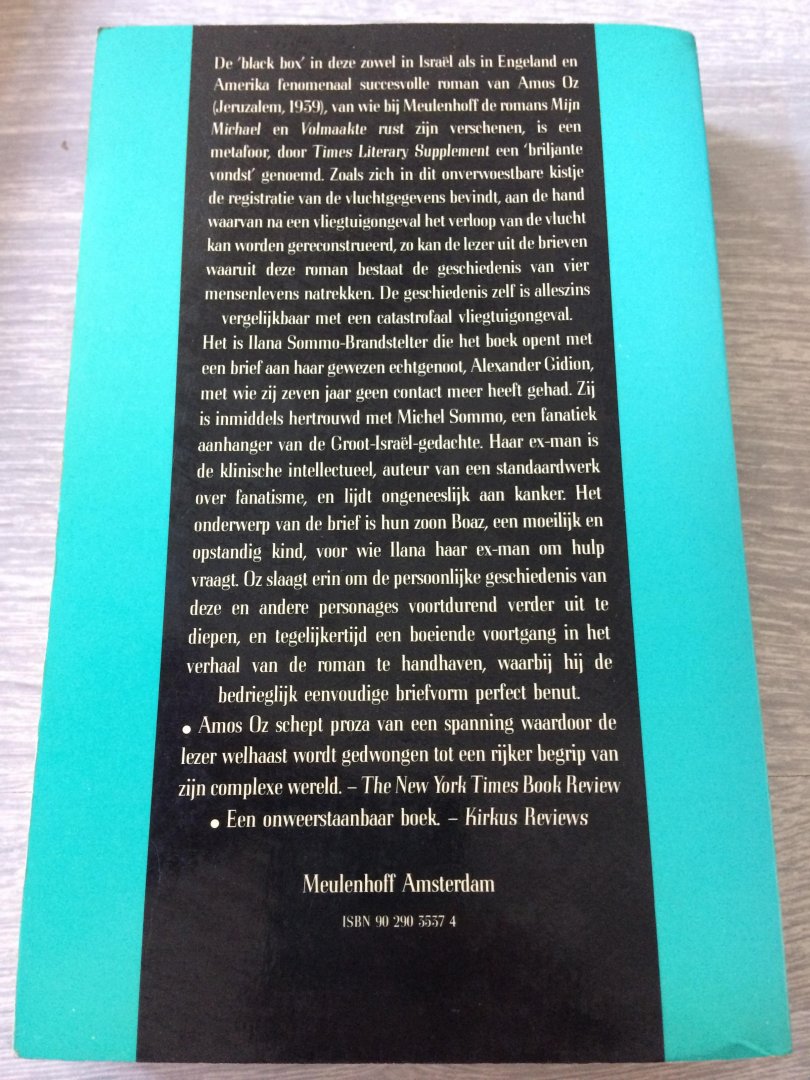 De 'black box' in deze zowel in Israël als in Engeland en
Amerika fenomenaal succesvolle roman van Amos Oz
(Jeruzalem, 1939), van wie bij Meulenhoff de romans Mijn
Michael en Volmaakte rust zijn verschenen, is een
metafoor, door Times Literary Supplement een 'briljante
vondst' genoemd. Zoals zich in dit onverwoestbare kistje
de registratie van de vluchtgegevens bevindt, aan de hand
waarvan na een vliegtuigongeval het verloop van de vlucht
kan worden gereconstrueerd, zo kan de lezer uit de brieven
waaruit deze roman bestaat de geschiedenis van vier
mensenlevens natrekken. De geschiedenis zelf is alleszins
vergelijkbaar met een catastrofaal vliegtuigongeval.
Het is Ilana Sommo-Brandstelter die het boek opent met
een brief aan haar gewezen echtgenoot, Alexander Gidion,
met wie zij zeven jaar geen contact meer heeft gehad. Zij
is inmiddels hertrouwd met Michel Sommo, een fanatiek
aanhanger van de Groot-Israël-gedachte. Haar ex-man is
de klinische intellectueel, auteur van een standaardwerk
over fanatisme, en lijdt ongeneeslijk aan kanker. Het
onderwerp van de brief is hun zoon Boaz, een moeilijk en
opstandig kind, voor wie Ilana haar ex-man om hulp
vraagt. Oz slaagt erin om de persoonlijke geschiedenis van
deze en andere personages voortdurend verder uit te
diepen, en tegelijkertijd een boeiende voortgang in het
verhaal van de roman te handhaven, waarbij hij de
bedrieglijk eenvoudige briefvorm perfect benut.
• Amos Oz schept proza van een spanning waardoor de
lezer welhaast wordt gedwongen tot een rijker begrip van
zijn complexe wereld. – The New York Times Book Review
• Een onweerstaanbaar boek. – Kirkus Reviews
Meulenhoff Amsterdam
ISBN 90 290 3537 4